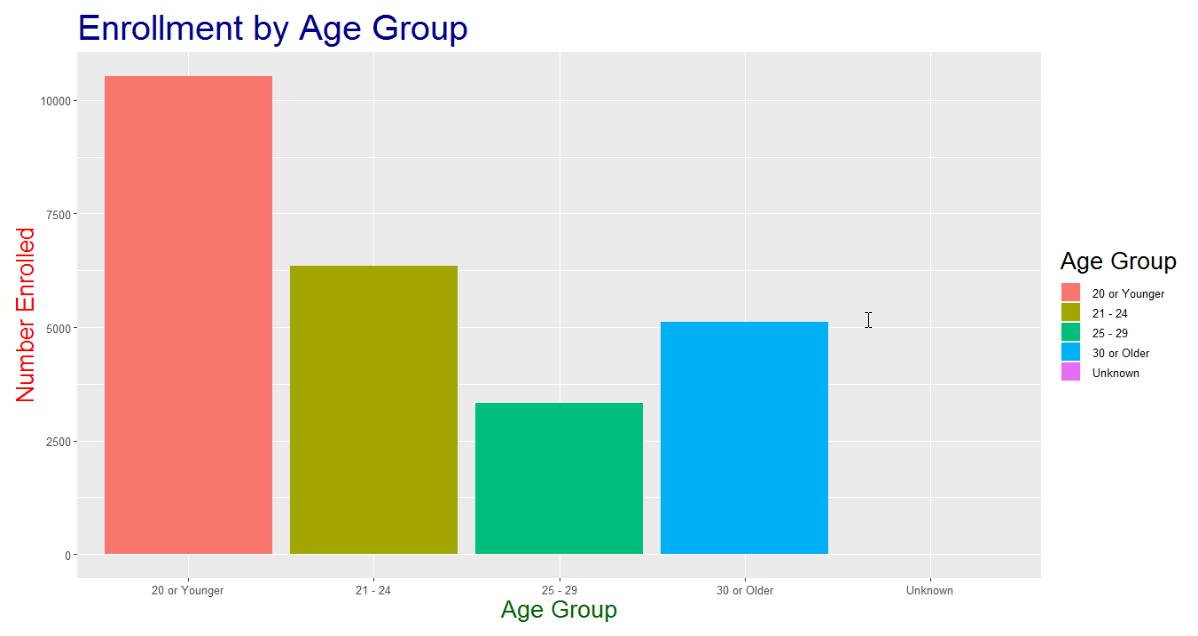 Enrollment by Age Group
Number Enrolled
10000
7500
5000
2500
0
20 or Younger
21 - 24
25 - 29
30 or Older
Unknown
Age Group
Age Group
20 or Younger
21 - 24
25 - 29
30 or Older
Unknown